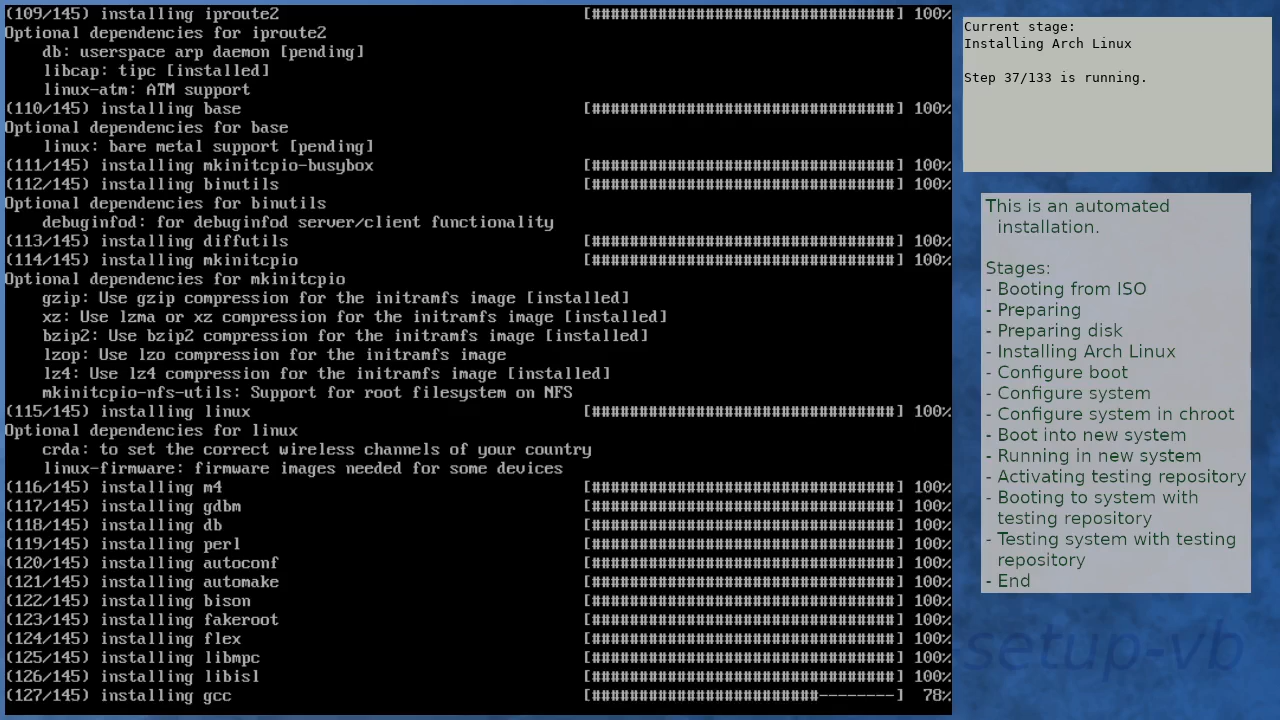 (109/145) installing iproute2 [################################] 100%
Optional dependencies for iproute2
db: userspace arp daemon [pending]
libcap: tipc [installed]
linux-atm: ATM support
(110/145) installing base [################################] 100%
Optional dependencies for base
linux: bare metal support [pending]
(111/145) installing mkinitcpio-busybox [################################] 100%
(112/145) installing binutils [################################] 100%
Optional dependencies for binutils
debuginfod: for debuginfod server/client functionality
(113/145) installing diffutils [################################] 100%
(114/145) installing mkinitcpio [################################] 100%
Optional dependencies for mkinitcpio
gzip: Use gzip compression for the initramfs image [installed]
xz: Use lzma or xz compression for the initramfs image [installed]
bzip2: Use bzip2 compression for the initramfs image [installed]
lzop: Use lzo compression for the initramfs image
lz4: Use lz4 compression for the initramfs image [installed]
mkinitcpio-nfs-utils: Support for root filesystem on NFS
(115/145) installing linux [################################] 100%
Optional dependencies for linux
crda: to set the correct wireless channels of your country
linux-firmware: firmware images needed for some devices
(116/145) installing m4 [################################] 100%
(117/145) installing gdbm [################################] 100%
(118/145) installing db [################################] 100%
(119/145) installing perl [################################] 100%
(120/145) installing autoconf [################################] 100%
(121/145) installing automake [################################] 100%
(122/145) installing bison [################################] 100%
(123/145) installing fakeroot [################################] 100%
(124/145) installing flex [################################] 100%
(125/145) installing libmpc [################################] 100%
(126/145) installing libisl [################################] 100%
(127/145) installing gcc [########################--------] 78%
Current stage:
Installing Arch Linux
Step 37/133 is running.
This is an automated
installation.
Stages:
- Booting from ISO
- Preparing
- Preparing disk
- Installing Arch Linux
- Configure boot
- Configure system
- Configure system in chroot
- Boot into new system
- Running in new system
- Activating testing repository
- Booting to system with
testing repository
- Testing system with testing
repository
- End
setup-vb